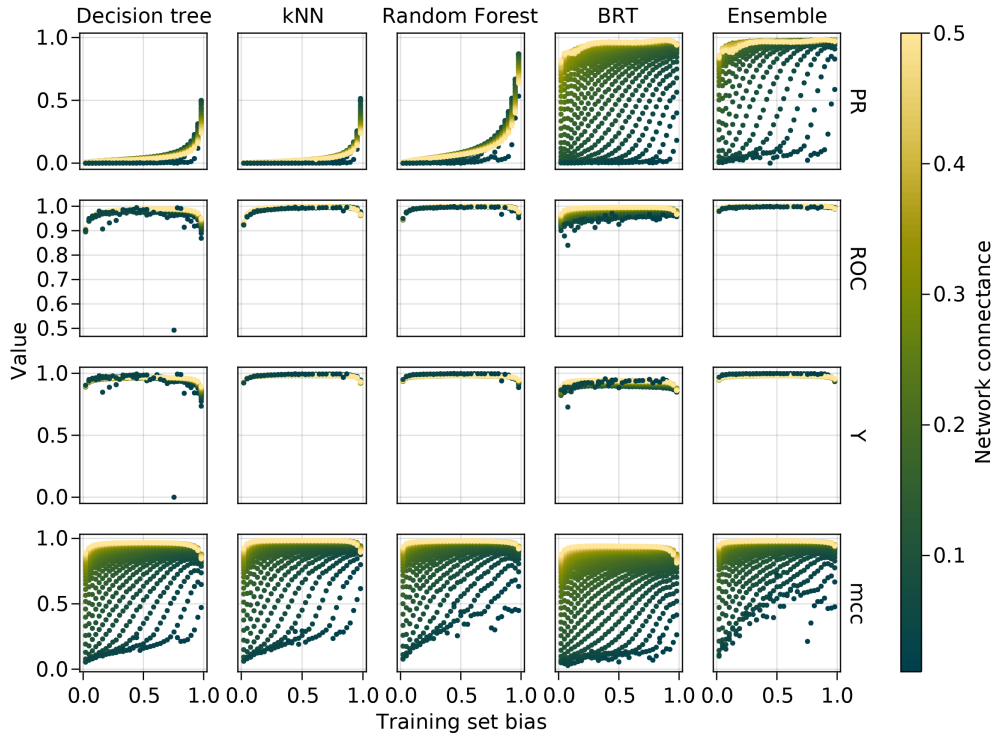 Decision tree kNN Random Forest BRT Ensemble
1.0
0.5
0.0
PR
1.0
0.9
0.8
0.7
0.6
0.5
ROC
1.0
0.5
0.0
Y
1.0
0.5
0.0
mcc
0.0 0.5 1.0 0.0 0.5 1.0 0.0 0.5 1.0 0.0 0.5 1.0 0.0 0.5 1.0
Training set bias
Value
0.5
0.4
0.3
0.2
0.1
Network connectance